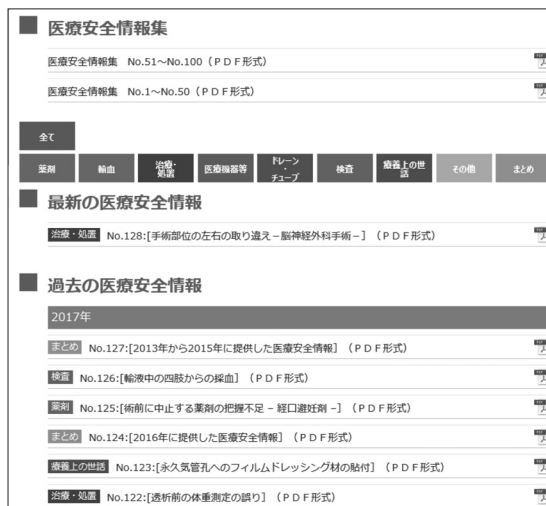 医療安全情報集
医療安全情報集 No.51～No.100（ＰＤＦ形式）
医療安全情報集 No.1～No.50（ＰＤＦ形式）
全て
薬剤
輸血
治療・
処置
医療機器等
ドレーン
・
チューブ
検査
療養上の世
話
その他
まとめ
最新の医療安全情報
治療・処置 No.128:[手術部位の左右の取り違え－脳神経外科手術－]（ＰＤＦ形式）
過去の医療安全情報
2017年
まとめ No.127:[2013年から2015年に提供した医療安全情報]（ＰＤＦ形式）
検査 No.126:[輸液中の四肢からの採血]（ＰＤＦ形式）
薬剤 No.125:[術前に中止する薬剤の把握不足 − 経口避妊剤 −]（ＰＤＦ形式）
まとめ No.124:[2016年に提供した医療安全情報]（ＰＤＦ形式）
療養上の世話 No.123:[永久気管孔へのフィルムドレッシング材の貼付]（ＰＤＦ形式）
治療・処置 No.122:[透析前の体重測定の誤り]（ＰＤＦ形式）